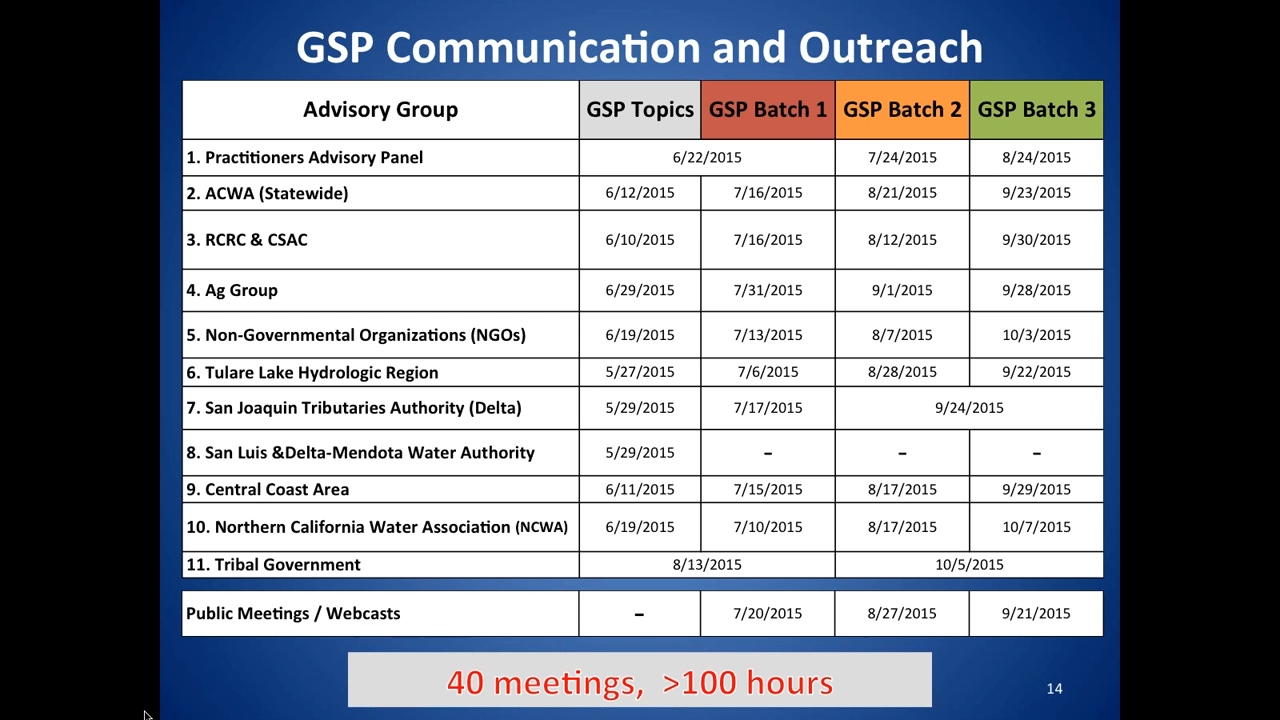 GSP Communication and Outreach
Advisory Group GSP Topics GSP Batch 1 GSP Batch 2 GSP Batch 3
1. Practitioners Advisory Panel 6/22/2015 7/24/2015 8/24/2015
2. ACWA (Statewide) 6/12/2015 7/16/2015 8/21/2015 9/23/2015
3. RCRC & CSAC 6/10/2015 7/16/2015 8/12/2015 9/30/2015
4. Ag Group 6/29/2015 7/31/2015 9/1/2015 9/28/2015
5. Non-Governmental Organizations (NGOs) 6/19/2015 7/13/2015 8/7/2015 10/3/2015
6. Tulare Lake Hydrologic Region 5/27/2015 7/6/2015 8/28/2015 9/22/2015
7. San Joaquin Tributaries Authority (Delta) 5/29/2015 7/17/2015 9/24/2015
8. San Luis &Delta-Mendota Water Authority 5/29/2015 – – –
9. Central Coast Area 6/11/2015 7/15/2015 8/17/2015 9/29/2015
10. Northern California Water Association (NCWA) 6/19/2015 7/10/2015 8/17/2015 10/7/2015
11. Tribal Government 8/13/2015 10/5/2015
Public Meetings / Webcasts – 7/20/2015 8/27/2015 9/21/2015
40 meetings, >100 hours
14